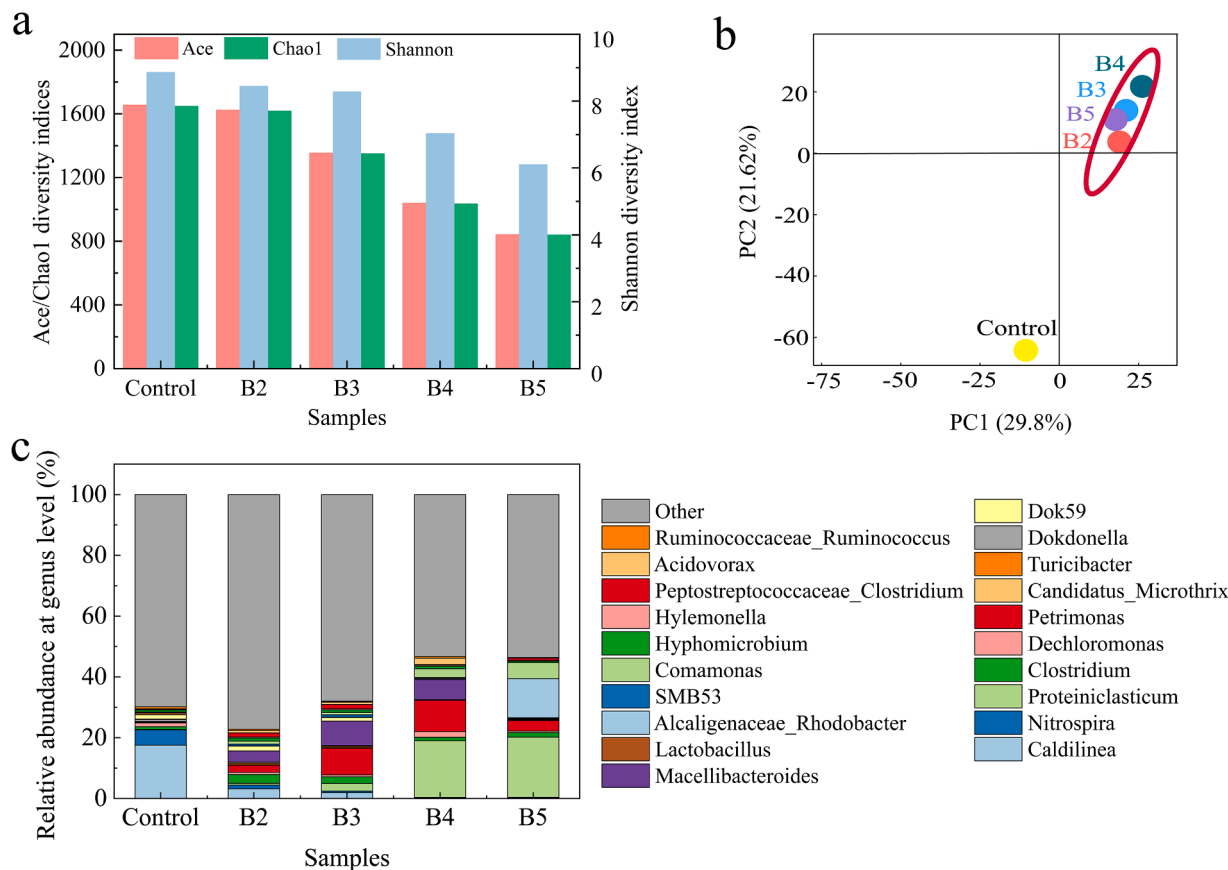 a
Ace Chao1 Shannon
2000
1600
1200
800
400
0
Ace/Chao1 diversity indices
10
8
6
4
2
0
Shannon diversity index
Control B2 B3 B4 B5
Samples
b
B4
B3
B5
B2
Control
20
0
-20
-40
-60
PC2 (21.62%)
-75 -50 -25 0 25
PC1 (29.8%)
c
100
80
60
40
20
0
Relative abundance at genus level (%)
Control B2 B3 B4 B5
Samples
Other
Ruminococcaceae_Ruminococcus
Acidovorax
Peptostreptococcaceae_Clostridium
Hylemonella
Hyphomicrobium
Comamonas
SMB53
Alcaligenaceae_Rhodobacter
Lactobacillus
Macellibacteroides
Dok59
Dokdonella
Turicibacter
Candidatus_Microthrix
Petrimonas
Dechloromonas
Clostridium
Proteiniclasticum
Nitrospira
Caldilinea